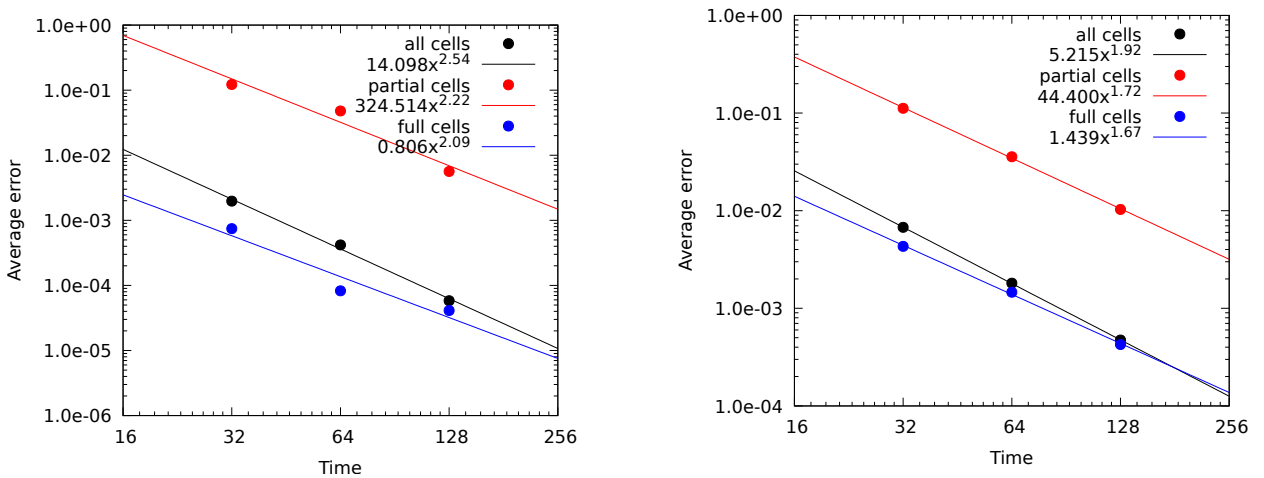 1.0e+00
1.0e-01
1.0e-02
1.0e-03
1.0e-04
1.0e-05
1.0e-06
Average error
all cells
14.098x^2.54
partial cells
324.514x^2.22
full cells
0.806x^2.09
16 32 64 128 256
Time
1.0e+00
1.0e-01
1.0e-02
1.0e-03
1.0e-04
Average error
all cells
5.215x^1.92
partial cells
44.400x^1.72
full cells
1.439x^1.67
16 32 64 128 256
Time